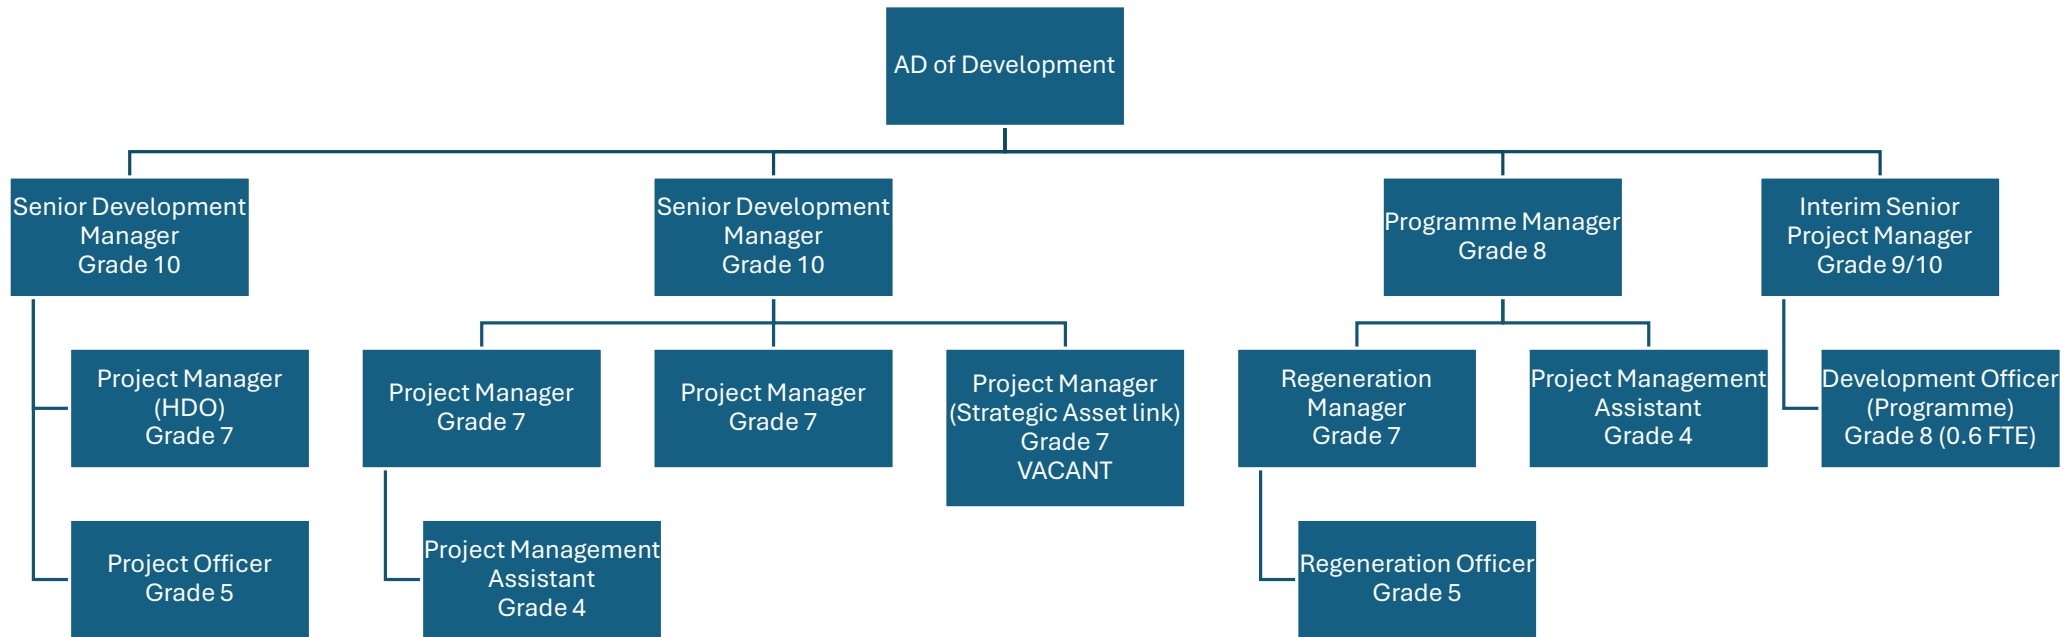 AD of Development
Senior Development
Manager
Grade 10
Senior Development
Manager
Grade 10
Programme Manager
Grade 8
Interim Senior
Project Manager
Grade 9/10
Project Manager
(HDO)
Grade 7
Project Manager
Grade 7
Project Manager
Grade 7
Project Manager
(Strategic Asset link)
Grade 7
VACANT
Regeneration
Manager
Grade 7
Project Management
Assistant
Grade 4
Development Officer
(Programme)
Grade 8 (0.6 FTE)
Project Officer
Grade 5
Project Management
Assistant
Grade 4
Regeneration Officer
Grade 5